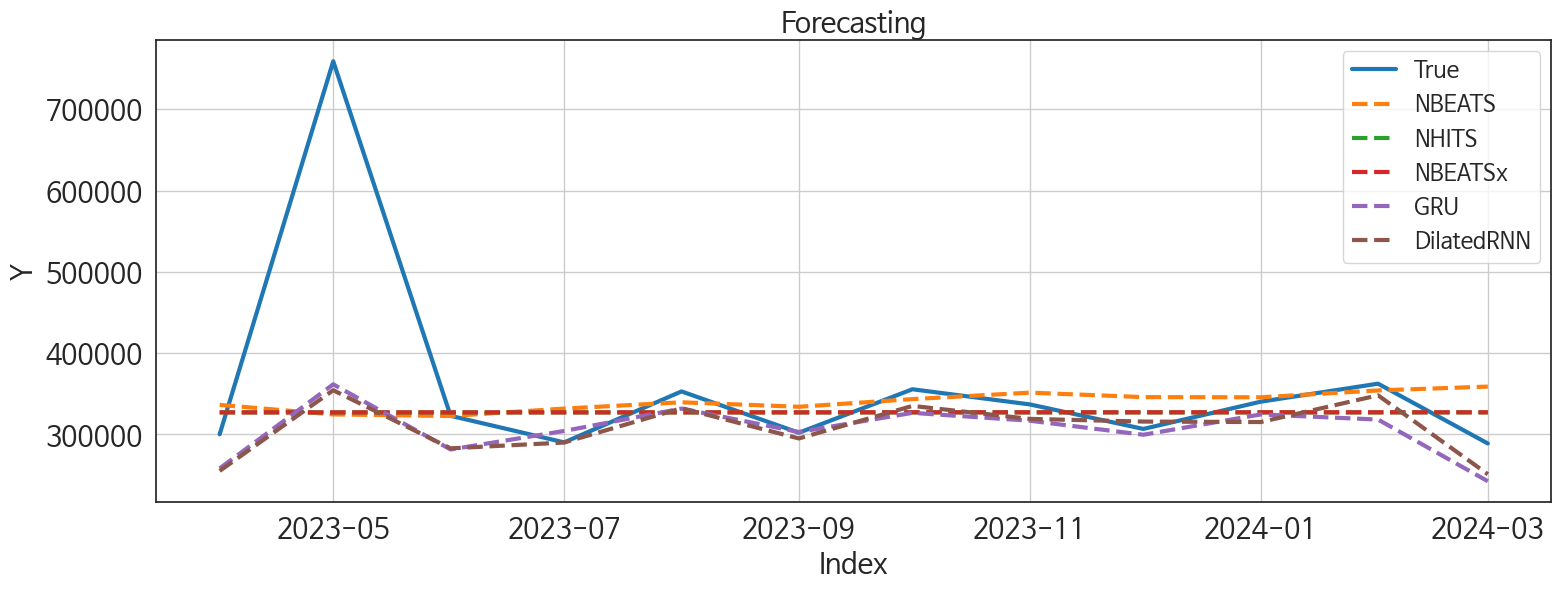 Forecasting
700000
600000
500000
400000
300000
Y
True
NBEATS
NHITS
NBEATSx
GRU
DilatedRNN
2023-05
2023-07
2023-09
2023-11
2024-01
2024-03
Index